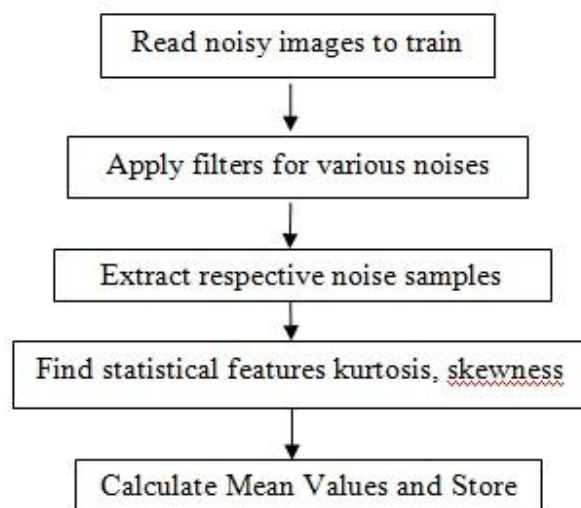 Read noisy images to train
Apply filters for various noises
Extract respective noise samples
Find statistical features kurtosis, skewness
Calculate Mean Values and Store